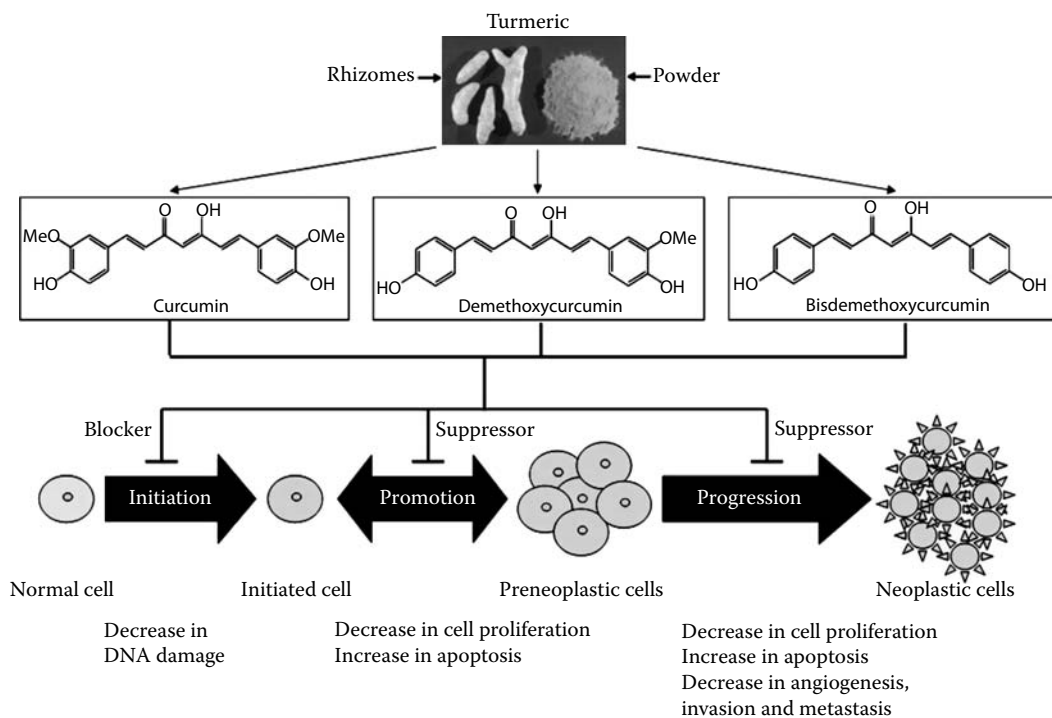 Turmeric
Rhizomes
Powder
O
OH
MeO
OMe
HO
OH
Curcumin
O
OH
OMe
HO
OH
Demethoxycurcumin
O
OH
HO
OH
Bisdemethoxycurcumin
Blocker
Suppressor
Suppressor
Initiation
Promotion
Progression
Normal cell
Initiated cell
Preneoplastic cells
Neoplastic cells
Decrease in
DNA damage
Decrease in cell proliferation
Increase in apoptosis
Decrease in cell proliferation
Increase in apoptosis
Decrease in angiogenesis,
invasion and metastasis